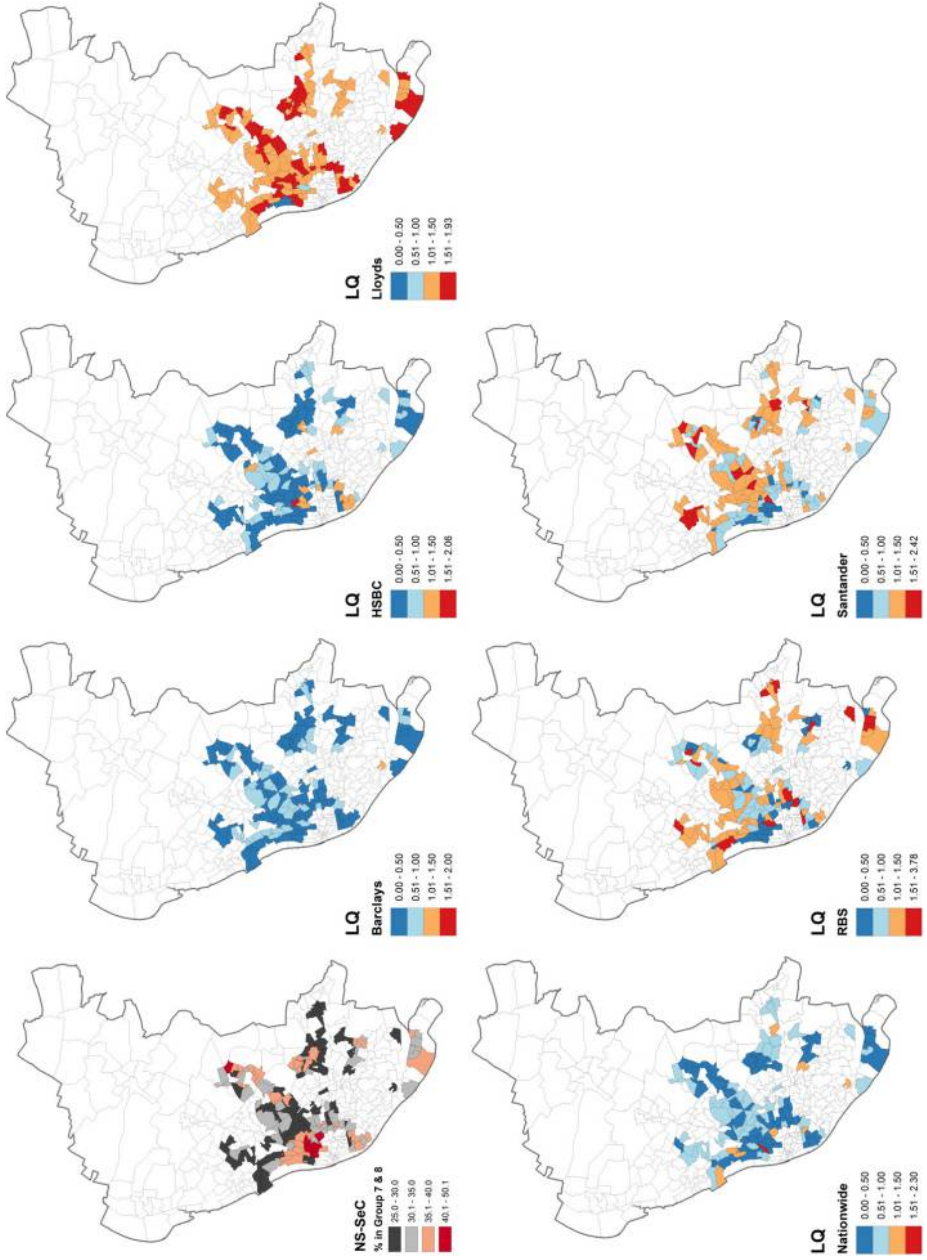 NS-SeC
% in Group 7 & 8
25.0 - 30.0
30.1 - 35.0
35.1 - 40.0
40.1 - 50.1
LQ
Barclays
0.00 - 0.50
0.51 - 1.00
1.01 - 1.50
1.51 - 2.00
LQ
HSBC
0.00 - 0.50
0.51 - 1.00
1.01 - 1.50
1.51 - 2.06
LQ
Lloyds
0.00 - 0.50
0.51 - 1.00
1.01 - 1.50
1.51 - 1.93
LQ
Nationwide
0.00 - 0.50
0.51 - 1.00
1.01 - 1.50
1.51 - 2.30
LQ
RBS
0.00 - 0.50
0.51 - 1.00
1.01 - 1.50
1.51 - 3.78
LQ
Santander
0.00 - 0.50
0.51 - 1.00
1.01 - 1.50
1.51 - 2.42